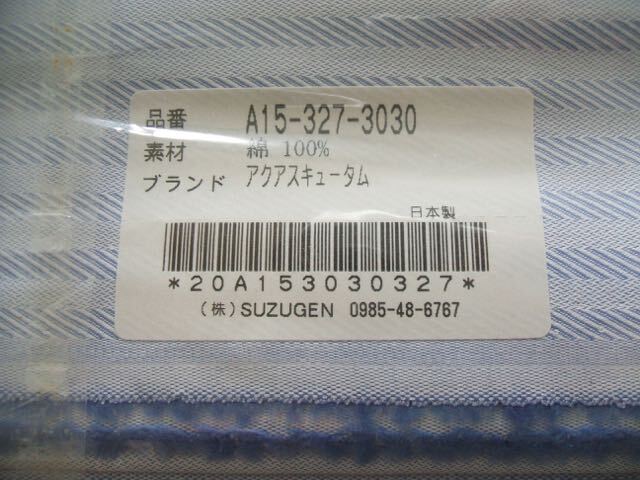 品番 A15-327-3030
素材 綿 100%
ブランド アクアスキュータム
日本製
*20A153030327*
(株) SUZUGEN 0985-48-6767